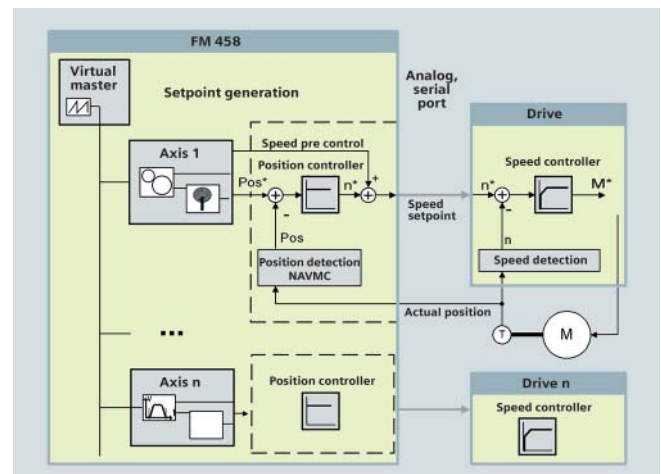 FM 458
Virtual
master
Setpoint generation
Analog,
serial
port
Drive
Axis 1
Speed pre control
Position controller
Pos*
+
n*
+
+
-
Pos
Position detection
NAVMC
Speed
setpoint
Speed controller
n*
+
M*
-
n
Speed detection
Actual position
T
M
...
Axis n
Position controller
Drive n
Speed controller